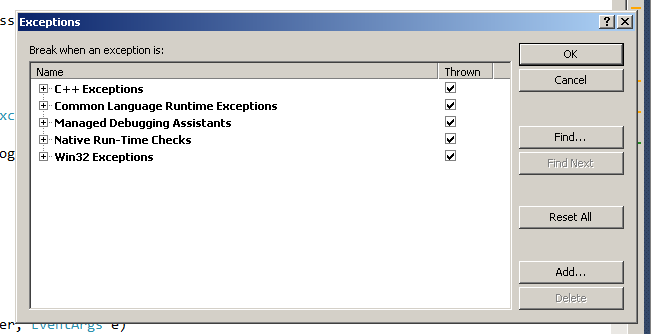 ss
Exceptions
Break when an exception is:
OK
Name Thrown
Cancel
C++ Exceptions
Common Language Runtime Exceptions
xc
Managed Debugging Assistants
Find...
Native Run-Time Checks
og
Win32 Exceptions
Find Next
Reset All
Add...
Delete
er, EventArgs e)